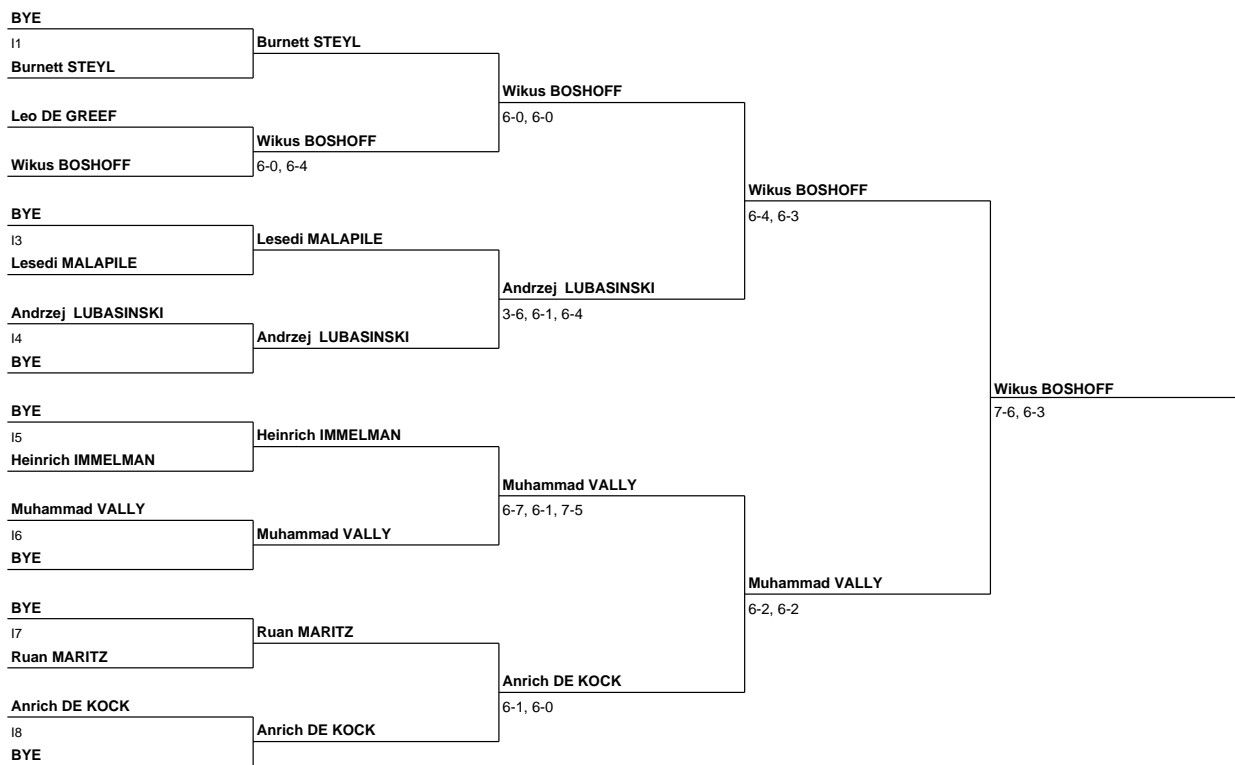 BYE
I1
Burnett STEYL
Leo DE GREEF
Wikus BOSHOFF
BYE
I3
Lesedi MALAPILE
Andrzej LUBASINSKI
I4
BYE
BYE
I5
Heinrich IMMELMAN
Muhammad VALLY
I6
BYE
BYE
I7
Ruan MARITZ
Anrich DE KOCK
I8
BYE
Burnett STEYL
Wikus BOSHOFF
6-0, 6-4
Lesedi MALAPILE
Andrzej LUBASINSKI
Heinrich IMMELMAN
Muhammad VALLY
Ruan MARITZ
Anrich DE KOCK
Wikus BOSHOFF
6-0, 6-0
Andrzej LUBASINSKI
3-6, 6-1, 6-4
Muhammad VALLY
6-7, 6-1, 7-5
Anrich DE KOCK
6-1, 6-0
Wikus BOSHOFF
6-4, 6-3
Muhammad VALLY
6-2, 6-2
Wikus BOSHOFF
7-6, 6-3